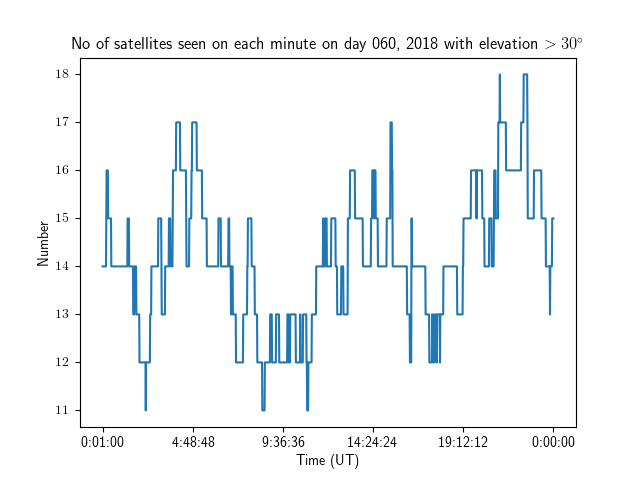 No of satellites seen on each minute on day 060, 2018 with elevation > 30°
18
17
16
15
14
13
12
11
Number
0:01:00 4:48:48 9:36:36 14:24:24 19:12:12 0:00:00
Time (UT)